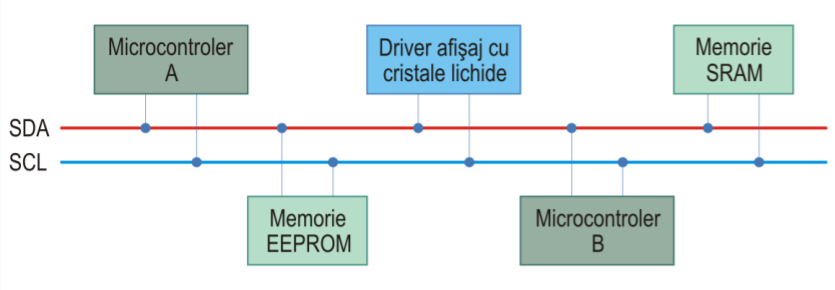 Microcontroler
A
Driver afişaj cu
cristale lichide
Memorie
SRAM
SDA
SCL
Memorie
EEPROM
Microcontroler
B